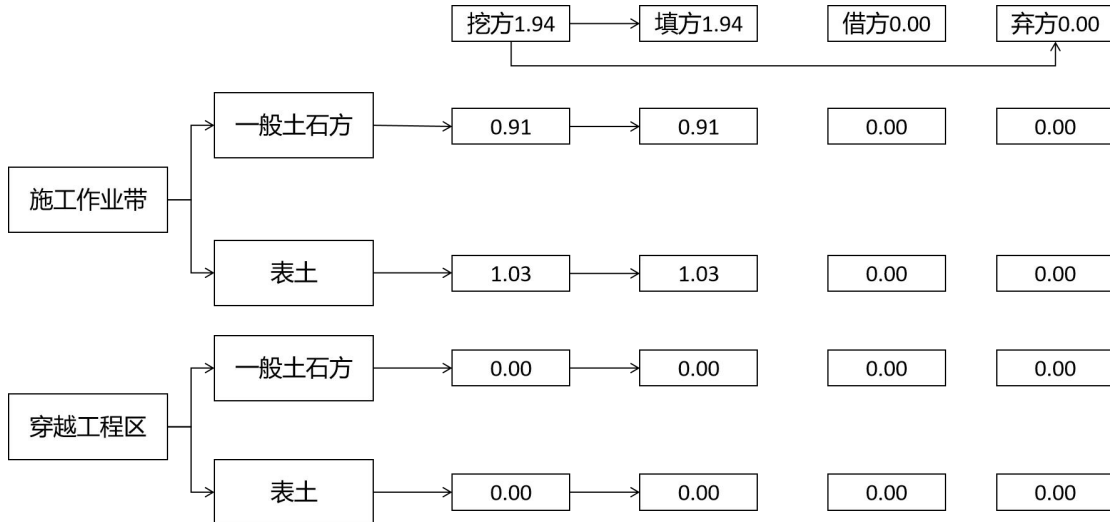 挖方1.94 填方1.94 借方0.00 弃方0.00
一般土石方 0.91 0.91 0.00 0.00
施工作业带
表土 1.03 1.03 0.00 0.00
一般土石方 0.00 0.00 0.00 0.00
穿越工程区
表土 0.00 0.00 0.00 0.00